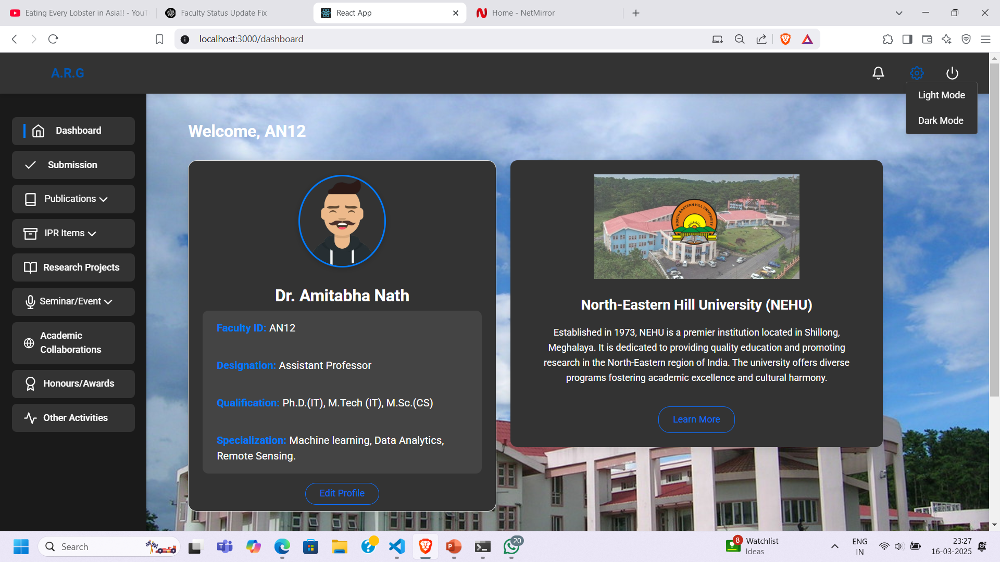 Eating Every Lobster in Asia!! - YouT
Faculty Status Update Fix
React App
Home - NetMirror
localhost:3000/dashboard
A.R.G
Light Mode
Dark Mode
Dashboard
Submission
Publications
IPR Items
Research Projects
Seminar/Event
Academic
Collaborations
Honours/Awards
Other Activities
Welcome, AN12
Dr. Amitabha Nath
Faculty ID: AN12
Designation: Assistant Professor
Qualification: Ph.D.(IT), M.Tech (IT), M.Sc.(CS)
Specialization: Machine learning, Data Analytics,
Remote Sensing.
Edit Profile
NORTH-EASTERN HILL UNIVERSITY
North-Eastern Hill University (NEHU)
Established in 1973, NEHU is a premier institution located in Shillong,
Meghalaya. It is dedicated to providing quality education and promoting
research in the North-Eastern region of India. The university offers diverse
programs fostering academic excellence and cultural harmony.
Learn More
Search
20
8
Watchlist
Ideas
ENG
IN
23:27
16-03-2025